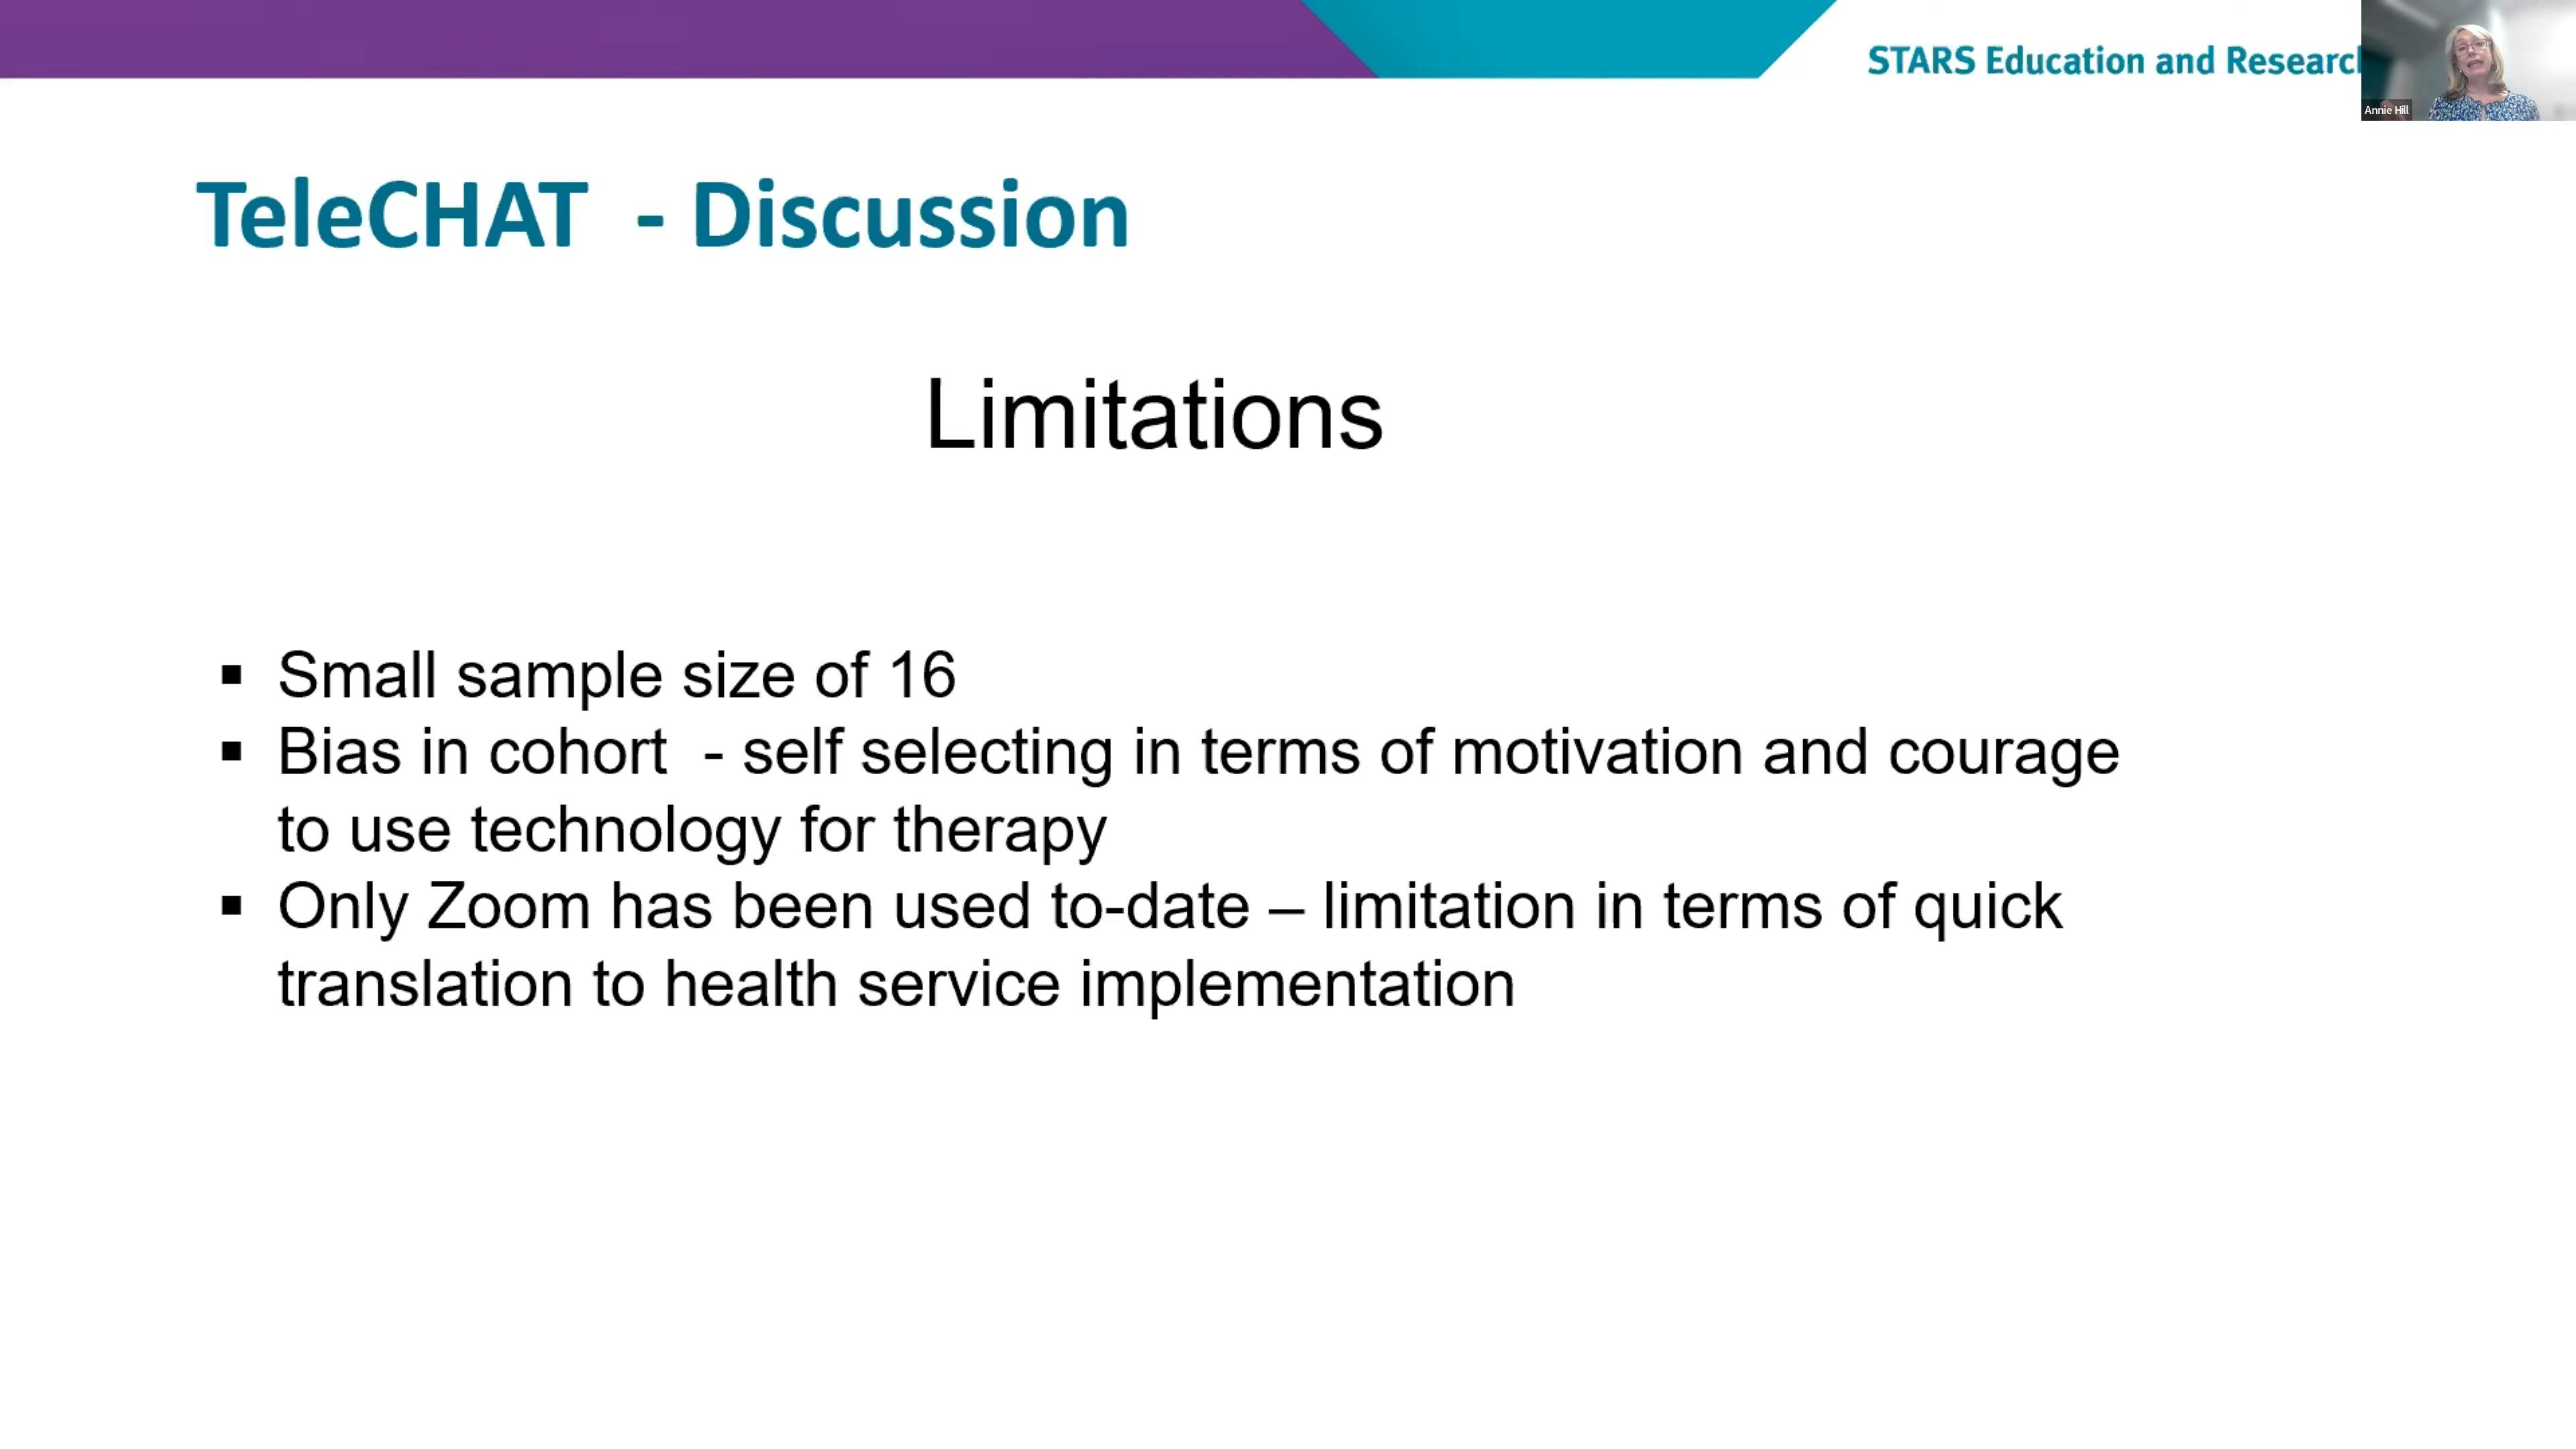 STARS Education and Research
Annie Hill
TeleCHAT - Discussion
Limitations
▪ Small sample size of 16
▪ Bias in cohort - self selecting in terms of motivation and courage
to use technology for therapy
▪ Only Zoom has been used to-date – limitation in terms of quick
translation to health service implementation